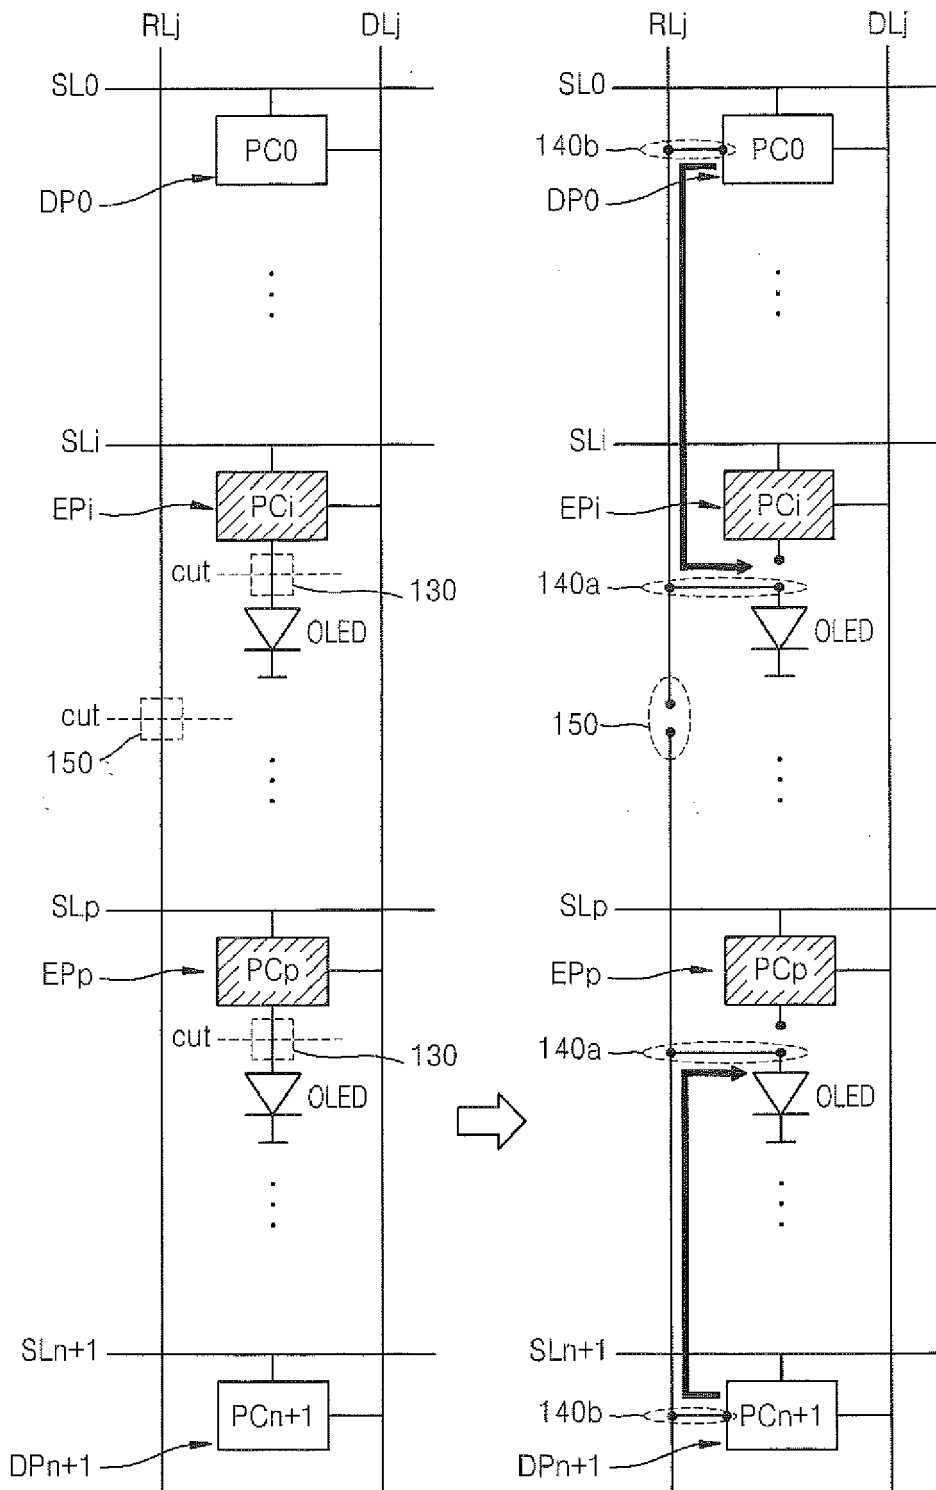 RLj DLj
SL0
PC0
DP0
SLi
PCi
EPi
cut
130
OLED
cut
150
SLp
PCp
EPp
cut
130
OLED
SLn+1
PCn+1
DPn+1
RLj DLj
SL0
140b
PC0
DP0
SLi
PCi
EPi
140a
OLED
150
SLp
PCp
EPp
140a
OLED
SLn+1
140b
PCn+1
DPn+1